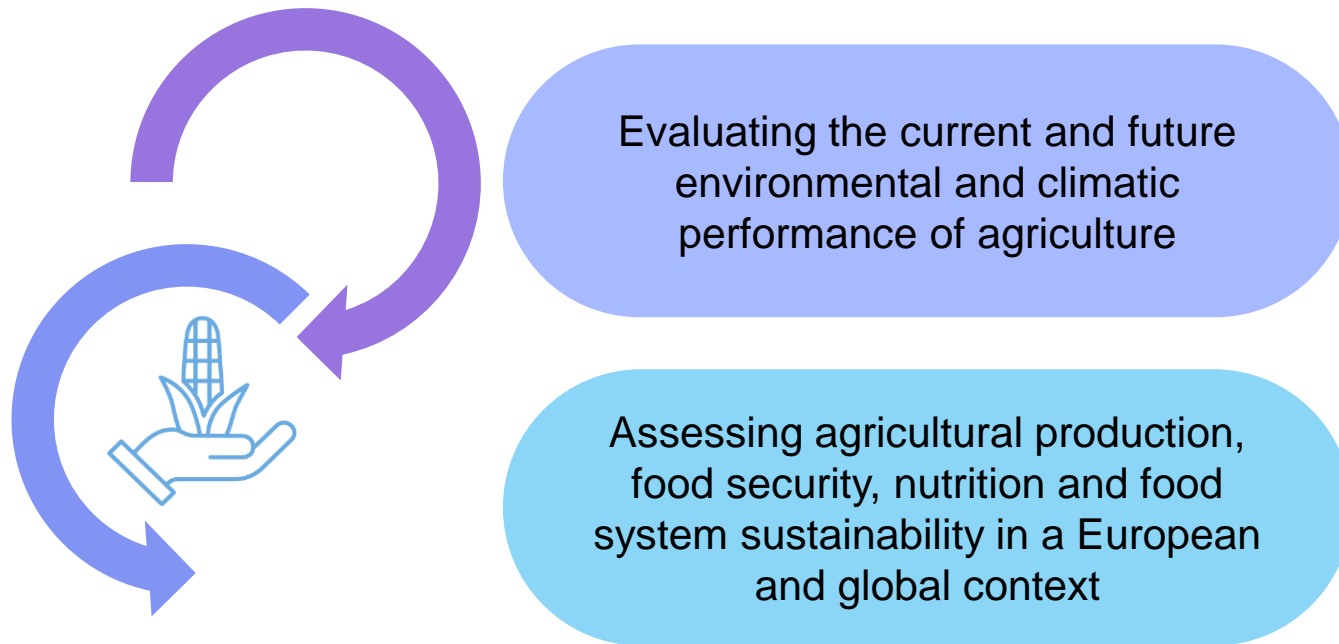 Evaluating the current and future
environmental and climatic
performance of agriculture
Assessing agricultural production,
food security, nutrition and food
system sustainability in a European
and global context